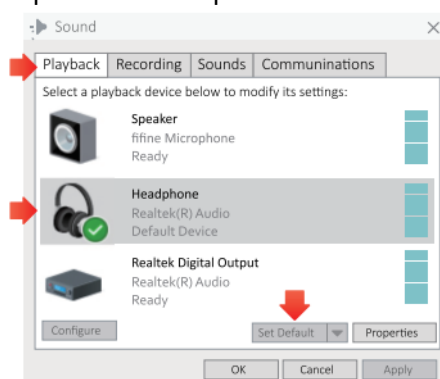 Sound
Playback Recording Sounds Communinations
Select a playback device below to modify its settings:
Speaker
fifine Microphone
Ready
Headphone
Realtek(R) Audio
Default Device
Realtek Digital Output
Realtek(R) Audio
Ready
Configure Set Default Properties
OK Cancel Apply